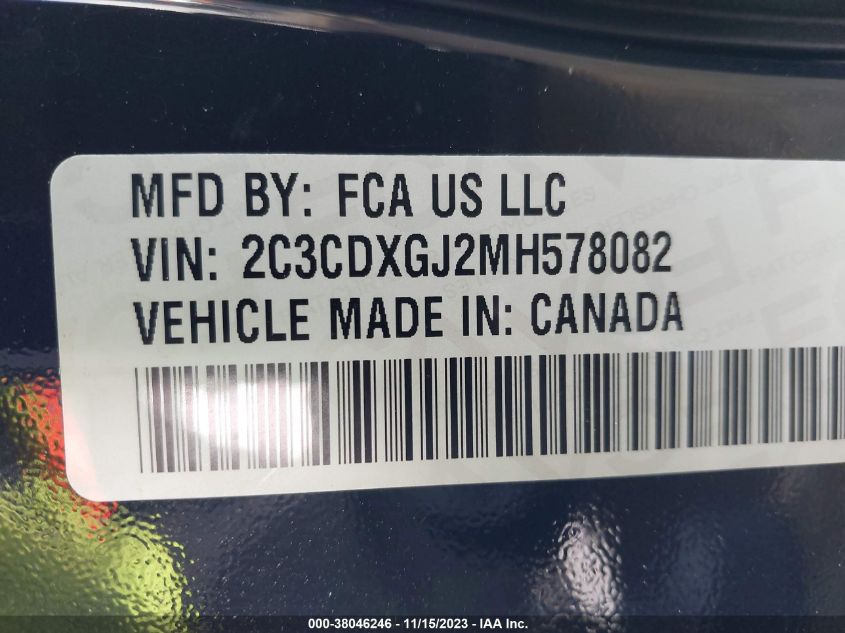 MFD BY: FCA US LLC
VIN: 2C3CDXGJ2MH578082
VEHICLE MADE IN: CANADA
000-38046246 - 11/15/2023 - IAA Inc.